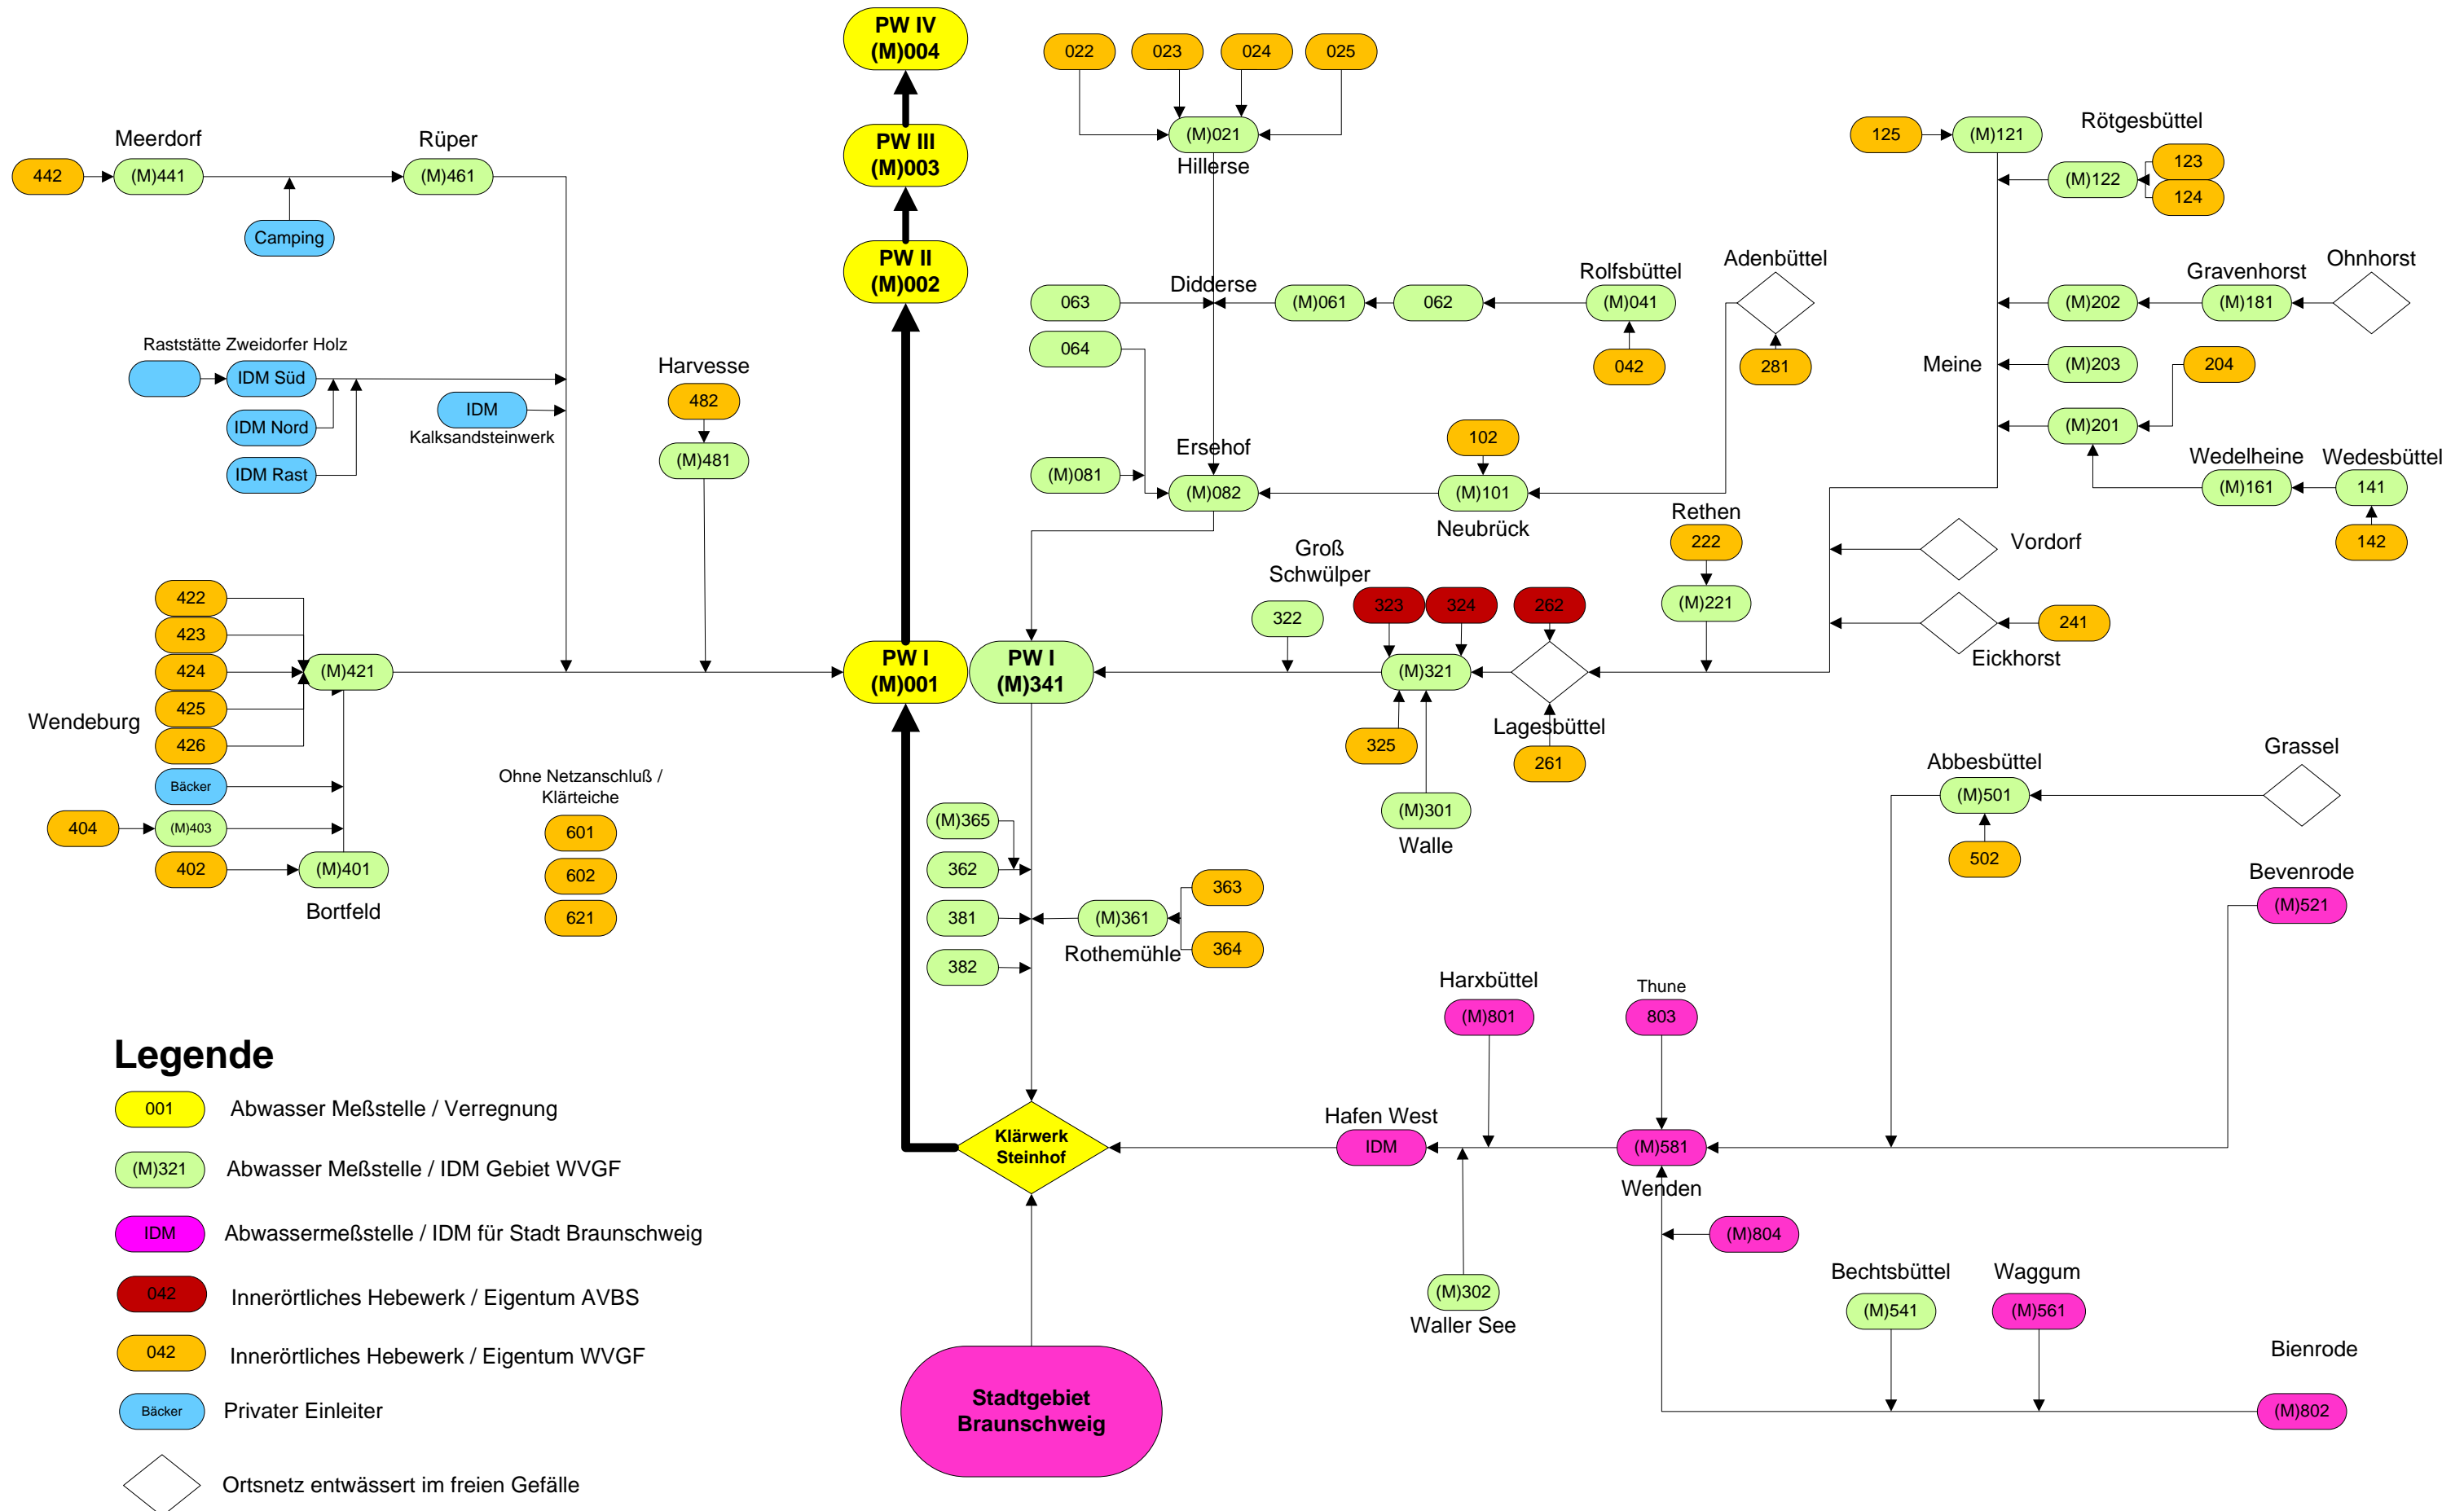 PW IV
(M)004
022
023
024
025
PW III
(M)003
(M)021
Hillerse
125
(M)121
Rötgesbüttel
123
(M)122
124
Meerdorf
Rüper
442
(M)441
(M)461
Camping
PW II
(M)002
063
Didderse
(M)061
062
Rolfsbüttel
(M)041
Adenbüttel
064
042
281
(M)202
Gravenhorst
(M)181
Ohnhorst
Meine
(M)203
204
(M)201
Wedelheine
Wedesbüttel
(M)161
141
142
Raststätte Zweidorfer Holz
IDM Süd
IDM Nord
IDM Rast
IDM
Kalksandsteinwerk
Harvesse
482
(M)481
Ersehof
(M)081
(M)082
102
(M)101
Neubrück
Rethen
222
(M)221
Vordorf
241
Eickhorst
Groß
Schwülper
322
323
324
262
422
423
424
425
426
(M)421
Wendeburg
Bäcker
404
(M)403
402
(M)401
Bortfeld
PW I
(M)001
PW I
(M)341
(M)321
Lagesbüttel
325
261
(M)301
Walle
Ohne Netzanschluß /
Klärteiche
601
602
621
(M)365
362
381
382
(M)361
Rothemühle
363
364
Abbesbüttel
(M)501
Grassel
502
Bevenrode
(M)521
Harxbüttel
(M)801
Thune
803
Klärwerk
Steinhof
Hafen West
IDM
(M)581
Wenden
(M)804
(M)302
Waller See
Bechtsbüttel
(M)541
Waggum
(M)561
Bienrode
(M)802
Stadtgebiet
Braunschweig
Legende
001 Abwasser Meßstelle / Verregnung
(M)321 Abwasser Meßstelle / IDM Gebiet WVGF
IDM Abwassermeßstelle / IDM für Stadt Braunschweig
042 Innerörtliches Hebewerk / Eigentum AVBS
042 Innerörtliches Hebewerk / Eigentum WVGF
Bäcker Privater Einleiter
Ortsnetz entwässert im freien Gefälle